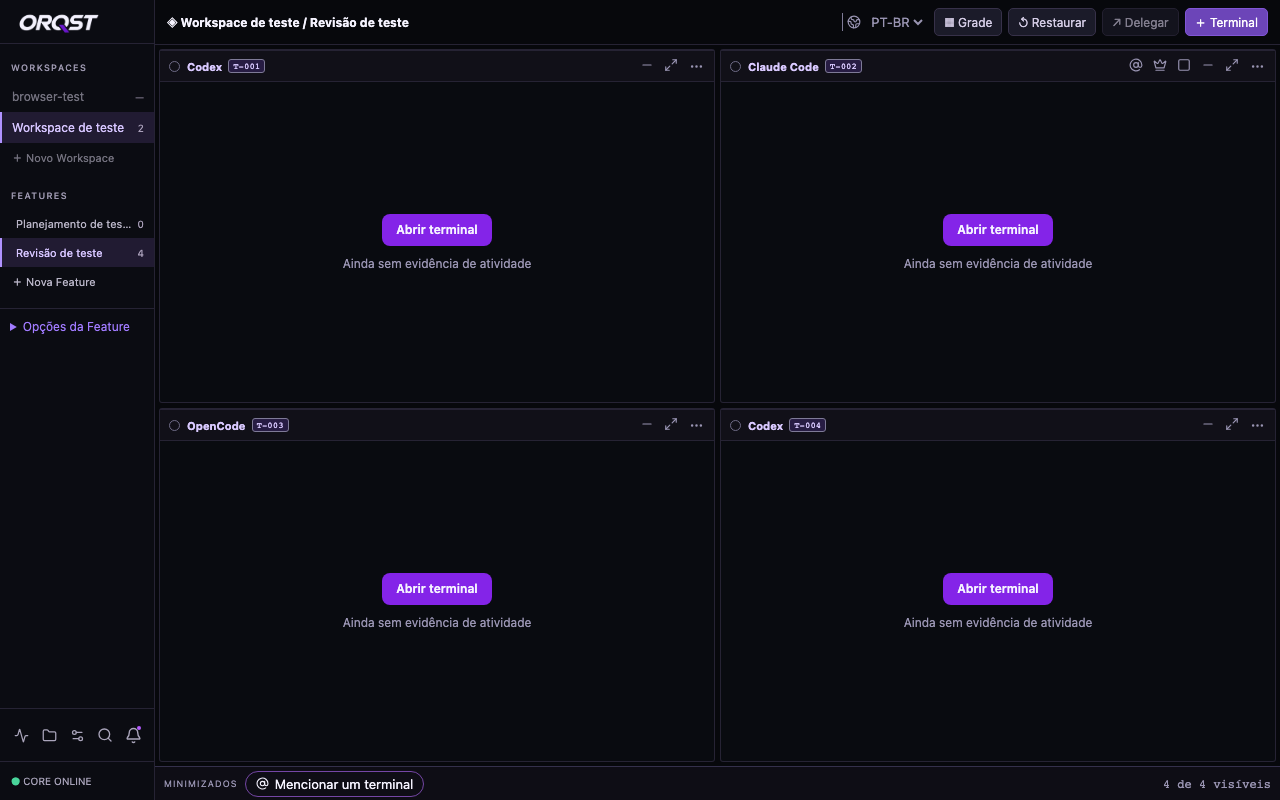 ORQST
◈ Workspace de teste / Revisão de teste
PT-BR
Grade
Restaurar
Delegar
+ Terminal
WORKSPACES
browser-test —
Workspace de teste 2
+ Novo Workspace
FEATURES
Planejamento de tes... 0
Revisão de teste 4
+ Nova Feature
Opções da Feature
CORE ONLINE
Codex T-001
Abrir terminal
Ainda sem evidência de atividade
Claude Code T-002
Abrir terminal
Ainda sem evidência de atividade
OpenCode T-003
Abrir terminal
Ainda sem evidência de atividade
Codex T-004
Abrir terminal
Ainda sem evidência de atividade
MINIMIZADOS
@ Mencionar um terminal
4 de 4 visíveis